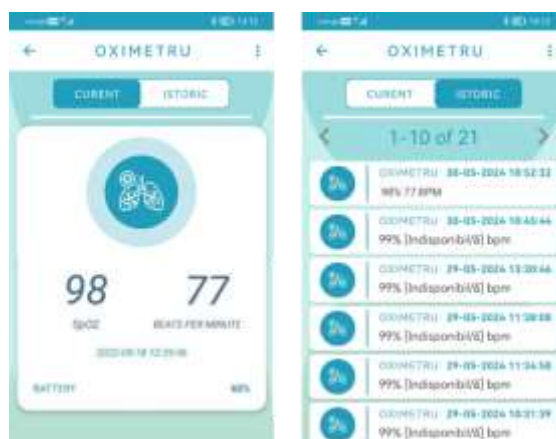 OXIMETRU
CURENT ISTORIC
98 77
SpO2 BEATS PER MINUTE
BATTERY
OXIMETRU
CURENT ISTORIC
1-10 of 21
OXIMETRU 30-05-2024 10:52:33
98% 77 BPM
OXIMETRU 30-05-2024
99% [Indisponibil/ă] bpm
OXIMETRU 29-05-2024
99% [Indisponibil/ă] bpm
OXIMETRU 29-05-2024
99% [Indisponibil/ă] bpm
OXIMETRU 29-05-2024
99% [Indisponibil/ă] bpm
OXIMETRU 29-05-2024
99% [Indisponibil/ă] bpm